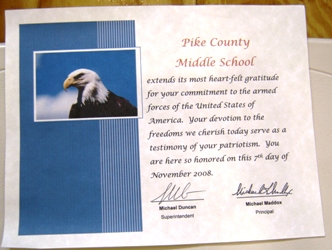 Pike County
Middle School
extends its most heart-felt gratitude
for your commitment to the armed
forces of the United States of
America. Your devotion to the
freedoms we cherish today serve as a
testimony of your patriotism. You
are here so honored on this 7th day of
November 2008.
Michael Duncan
Superintendent
Michael Maddox
Principal